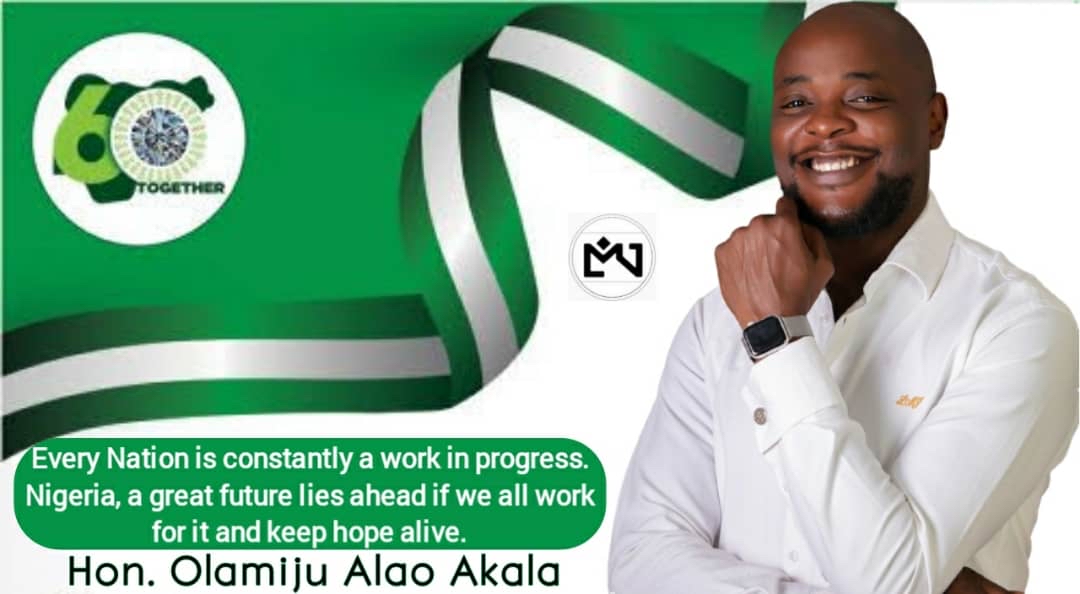 60
TOGETHER
Every Nation is constantly a work in progress.
Nigeria, a great future lies ahead if we all work
for it and keep hope alive.
Hon. Olamiju Alao Akala